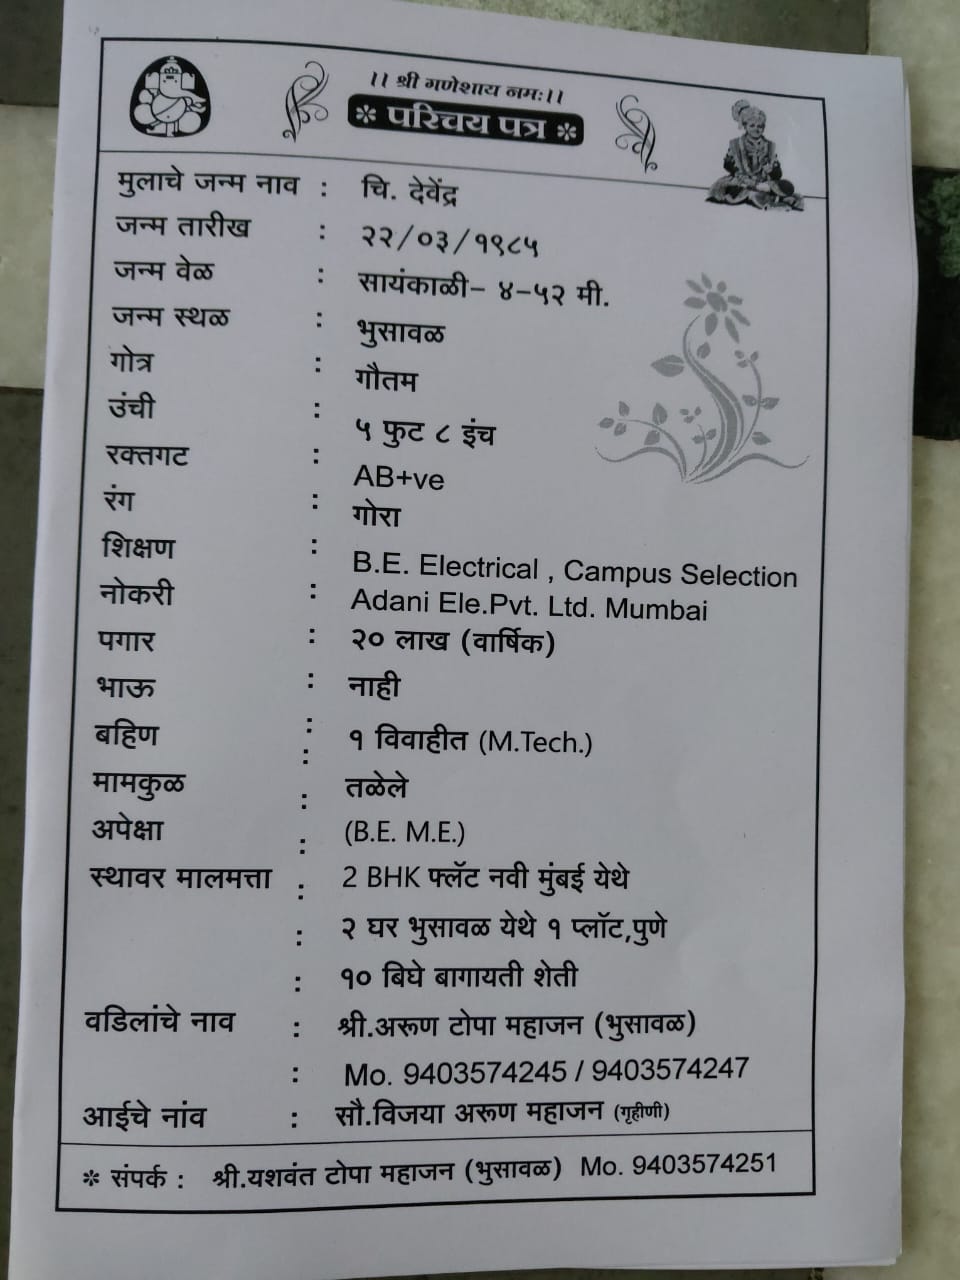 ।। श्री गणेशाय नमः।।
✻ परिचय पत्र ✻
मुलाचे जन्म नाव : चि. देवेंद्र
जन्म तारीख : २२/०३/१९८५
जन्म वेळ : सायंकाळी- ४-५२ मी.
जन्म स्थळ : भुसावळ
गोत्र : गौतम
उंची : ५ फुट ८ इंच
रक्तगट : AB+ve
रंग : गोरा
शिक्षण : B.E. Electrical , Campus Selection
नोकरी : Adani Ele.Pvt. Ltd. Mumbai
पगार : २० लाख (वार्षिक)
भाऊ : नाही
बहिण : १ विवाहीत (M.Tech.)
मामकुळ : तळेले
अपेक्षा : (B.E. M.E.)
स्थावर मालमत्ता : 2 BHK फ्लॅट नवी मुंबई येथे
: २ घर भुसावळ येथे १ प्लॉट,पुणे
: १० बिघे बागायती शेती
वडिलांचे नाव : श्री.अरूण टोपा महाजन (भुसावळ)
: Mo. 9403574245 / 9403574247
आईचे नांव : सौ.विजया अरूण महाजन (गृहीणी)
✻ संपर्क : श्री.यशवंत टोपा महाजन (भुसावळ) Mo. 9403574251